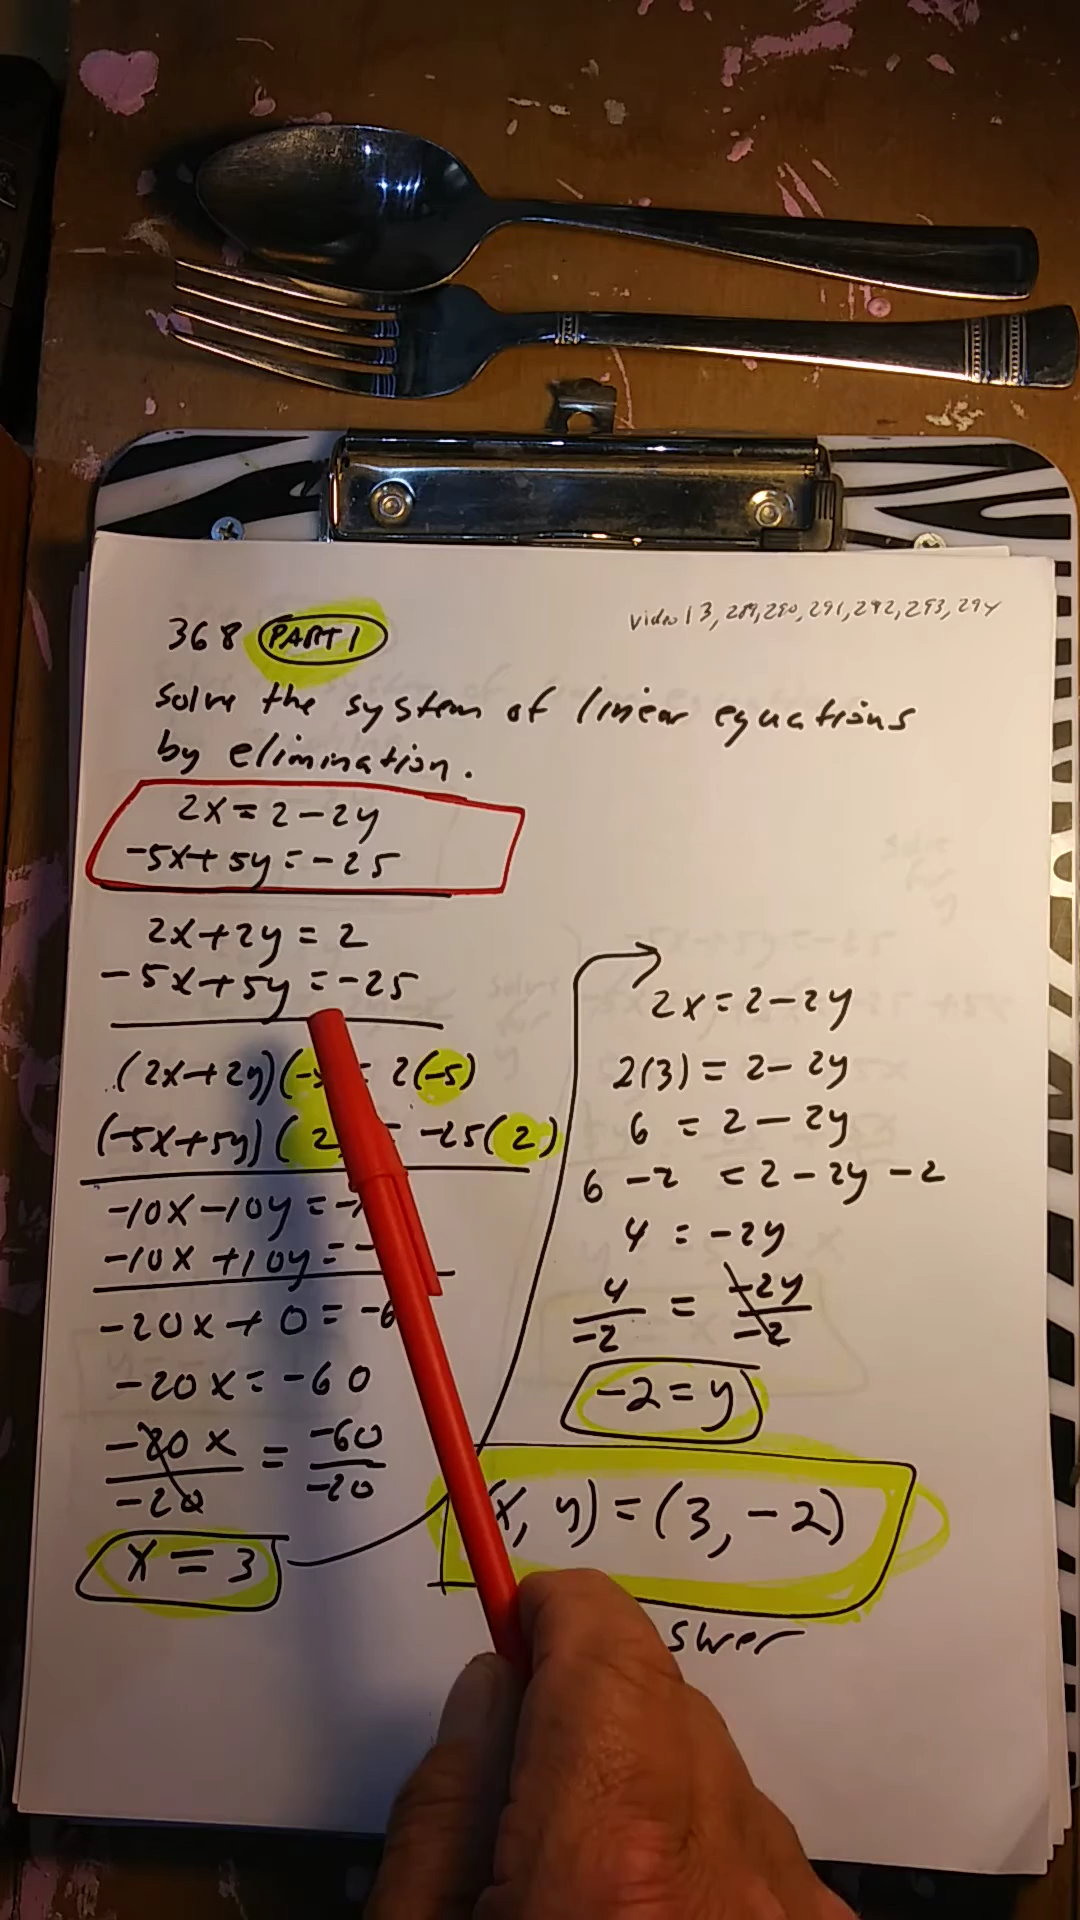 368 PART 1
video 13, 289, 290, 291, 292, 293, 294
Solve the system of linear equations
by elimination.
2x = 2 - 2y
-5x + 5y = -25
2x + 2y = 2
-5x + 5y = -25
(2x + 2y)(-5 = 2(-5)
(-5x + 5y)(2 = -25(2)
-10x - 10y = -1
-10x + 10y = -
-20x + 0 = -6
-20x = -60
-20x / -20 = -60 / -20
x = 3
2x = 2 - 2y
2(3) = 2 - 2y
6 = 2 - 2y
6 - 2 = 2 - 2y - 2
4 = -2y
4 / -2 = -2y / -2
-2 = y
(x, y) = (3, -2)
swer